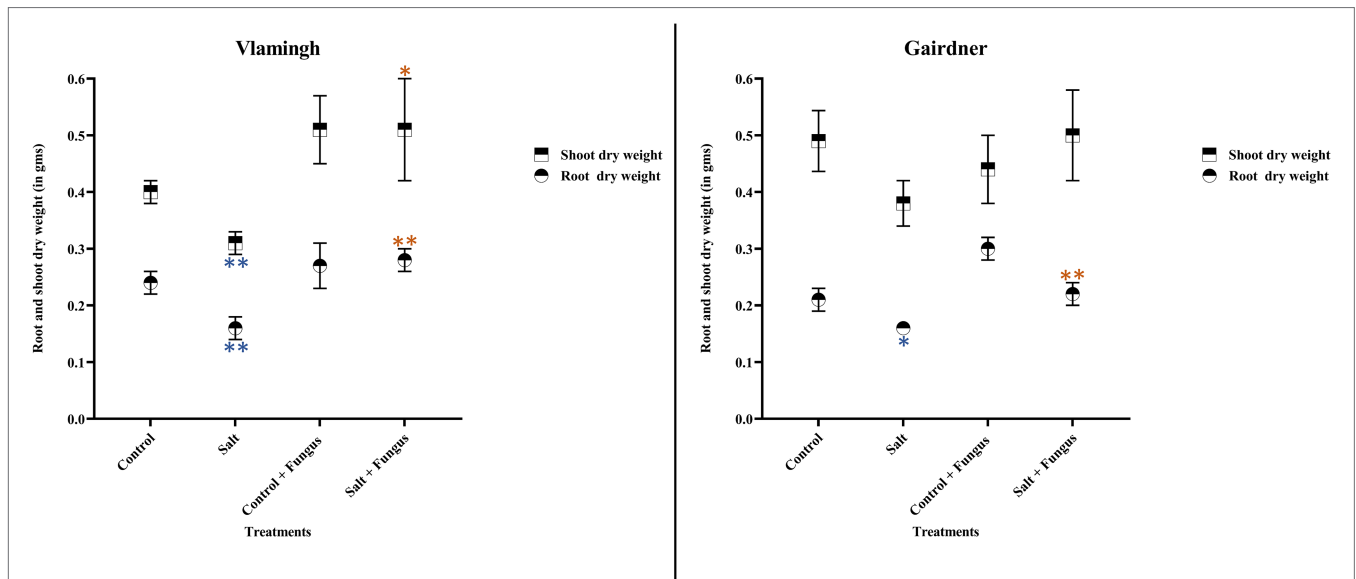 Vlamingh
Root and shoot dry weight (in gms)
0.6
0.5
0.4
0.3
0.2
0.1
0.0
*
**
**
**
Shoot dry weight
Root dry weight
Control
Salt
Control + Fungus
Salt + Fungus
Treatments
Gairdner
Root and shoot dry weight (in gms)
0.6
0.5
0.4
0.3
0.2
0.1
0.0
**
*
Shoot dry weight
Root dry weight
Control
Salt
Control + Fungus
Salt + Fungus
Treatments